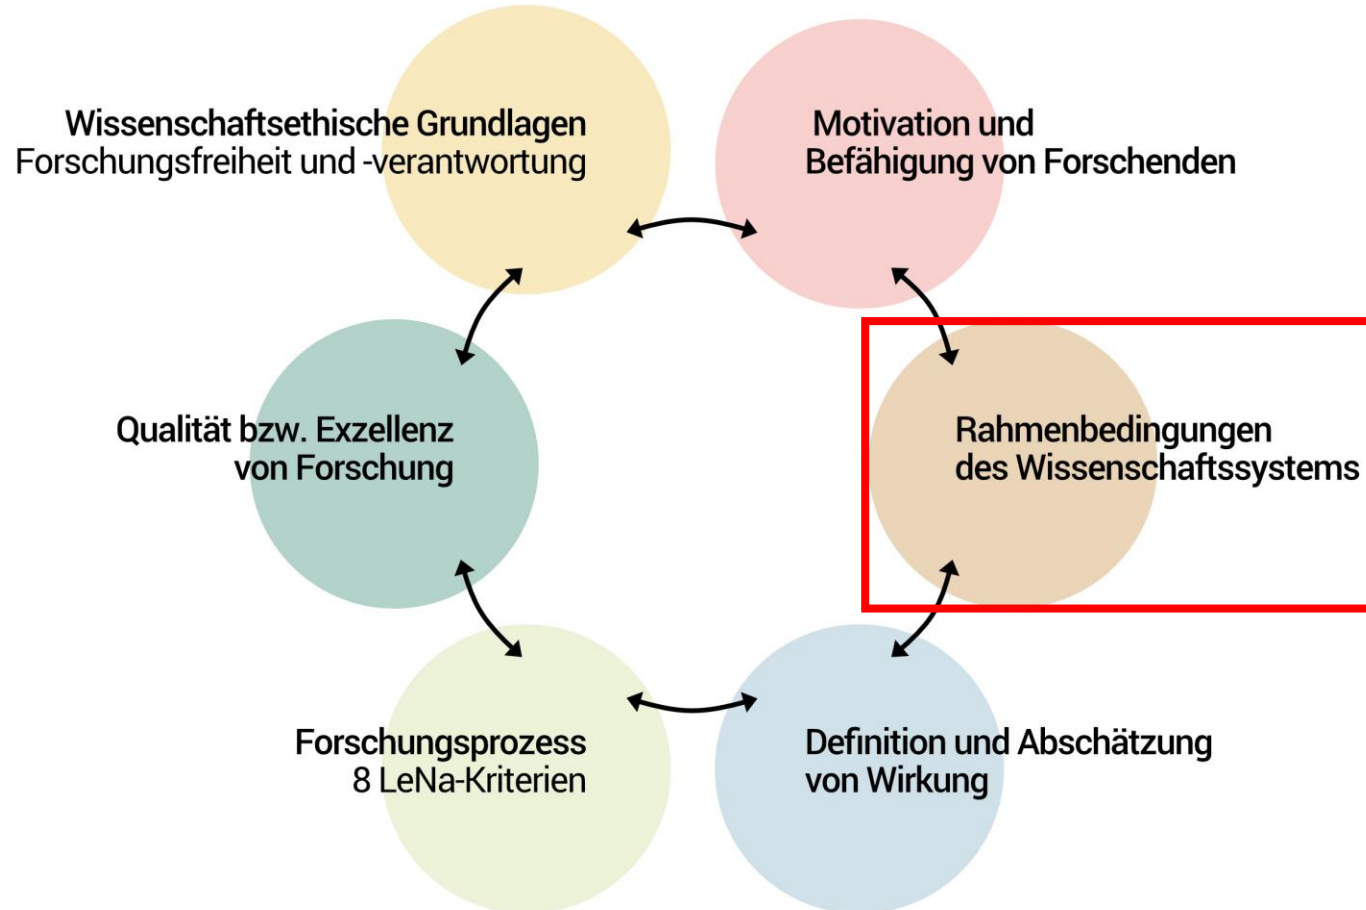 Wissenschaftsethische Grundlagen
Forschungsfreiheit und -verantwortung
Motivation und
Befähigung von Forschenden
Qualität bzw. Exzellenz
von Forschung
Rahmenbedingungen
des Wissenschaftssystems
Forschungsprozess
8 LeNa-Kriterien
Definition und Abschätzung
von Wirkung